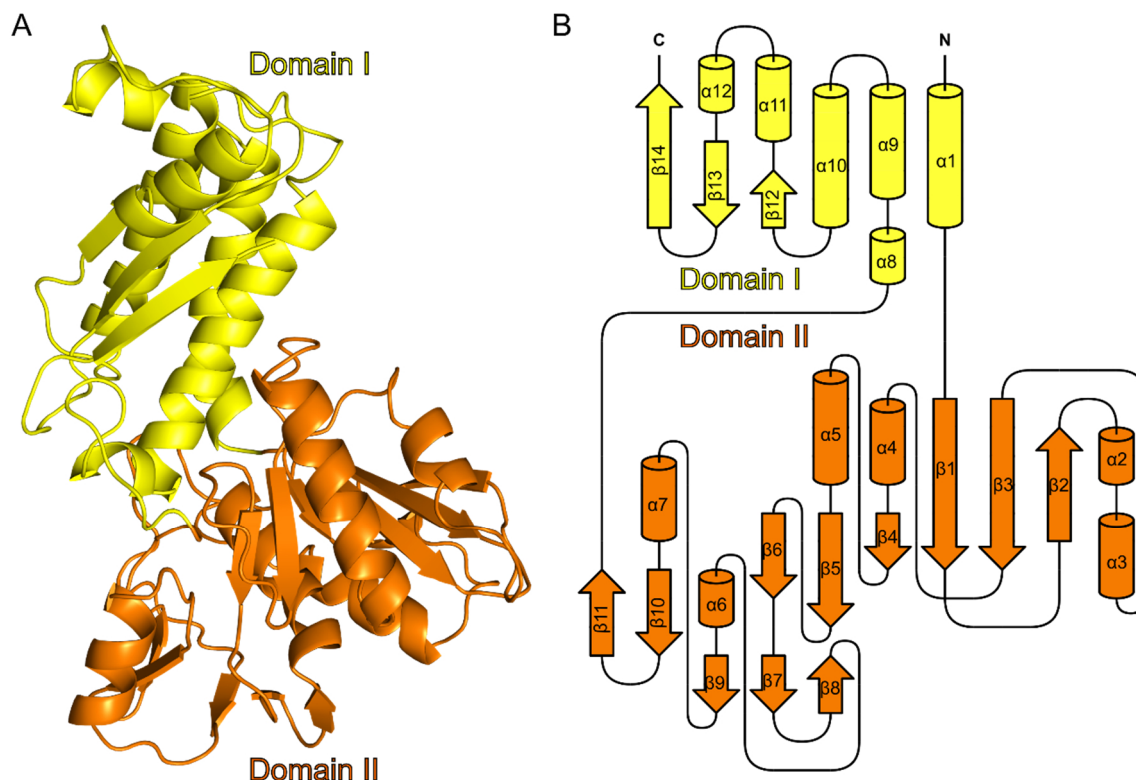 A
B
Domain I
C
N
α12
α11
α10
α9
α1
β14
β13
β12
α8
Domain I
Domain II
α5
α4
β1
β3
β2
α2
α7
α3
β6
β5
β4
β11
β10
α6
β9
β7
β8
Domain II